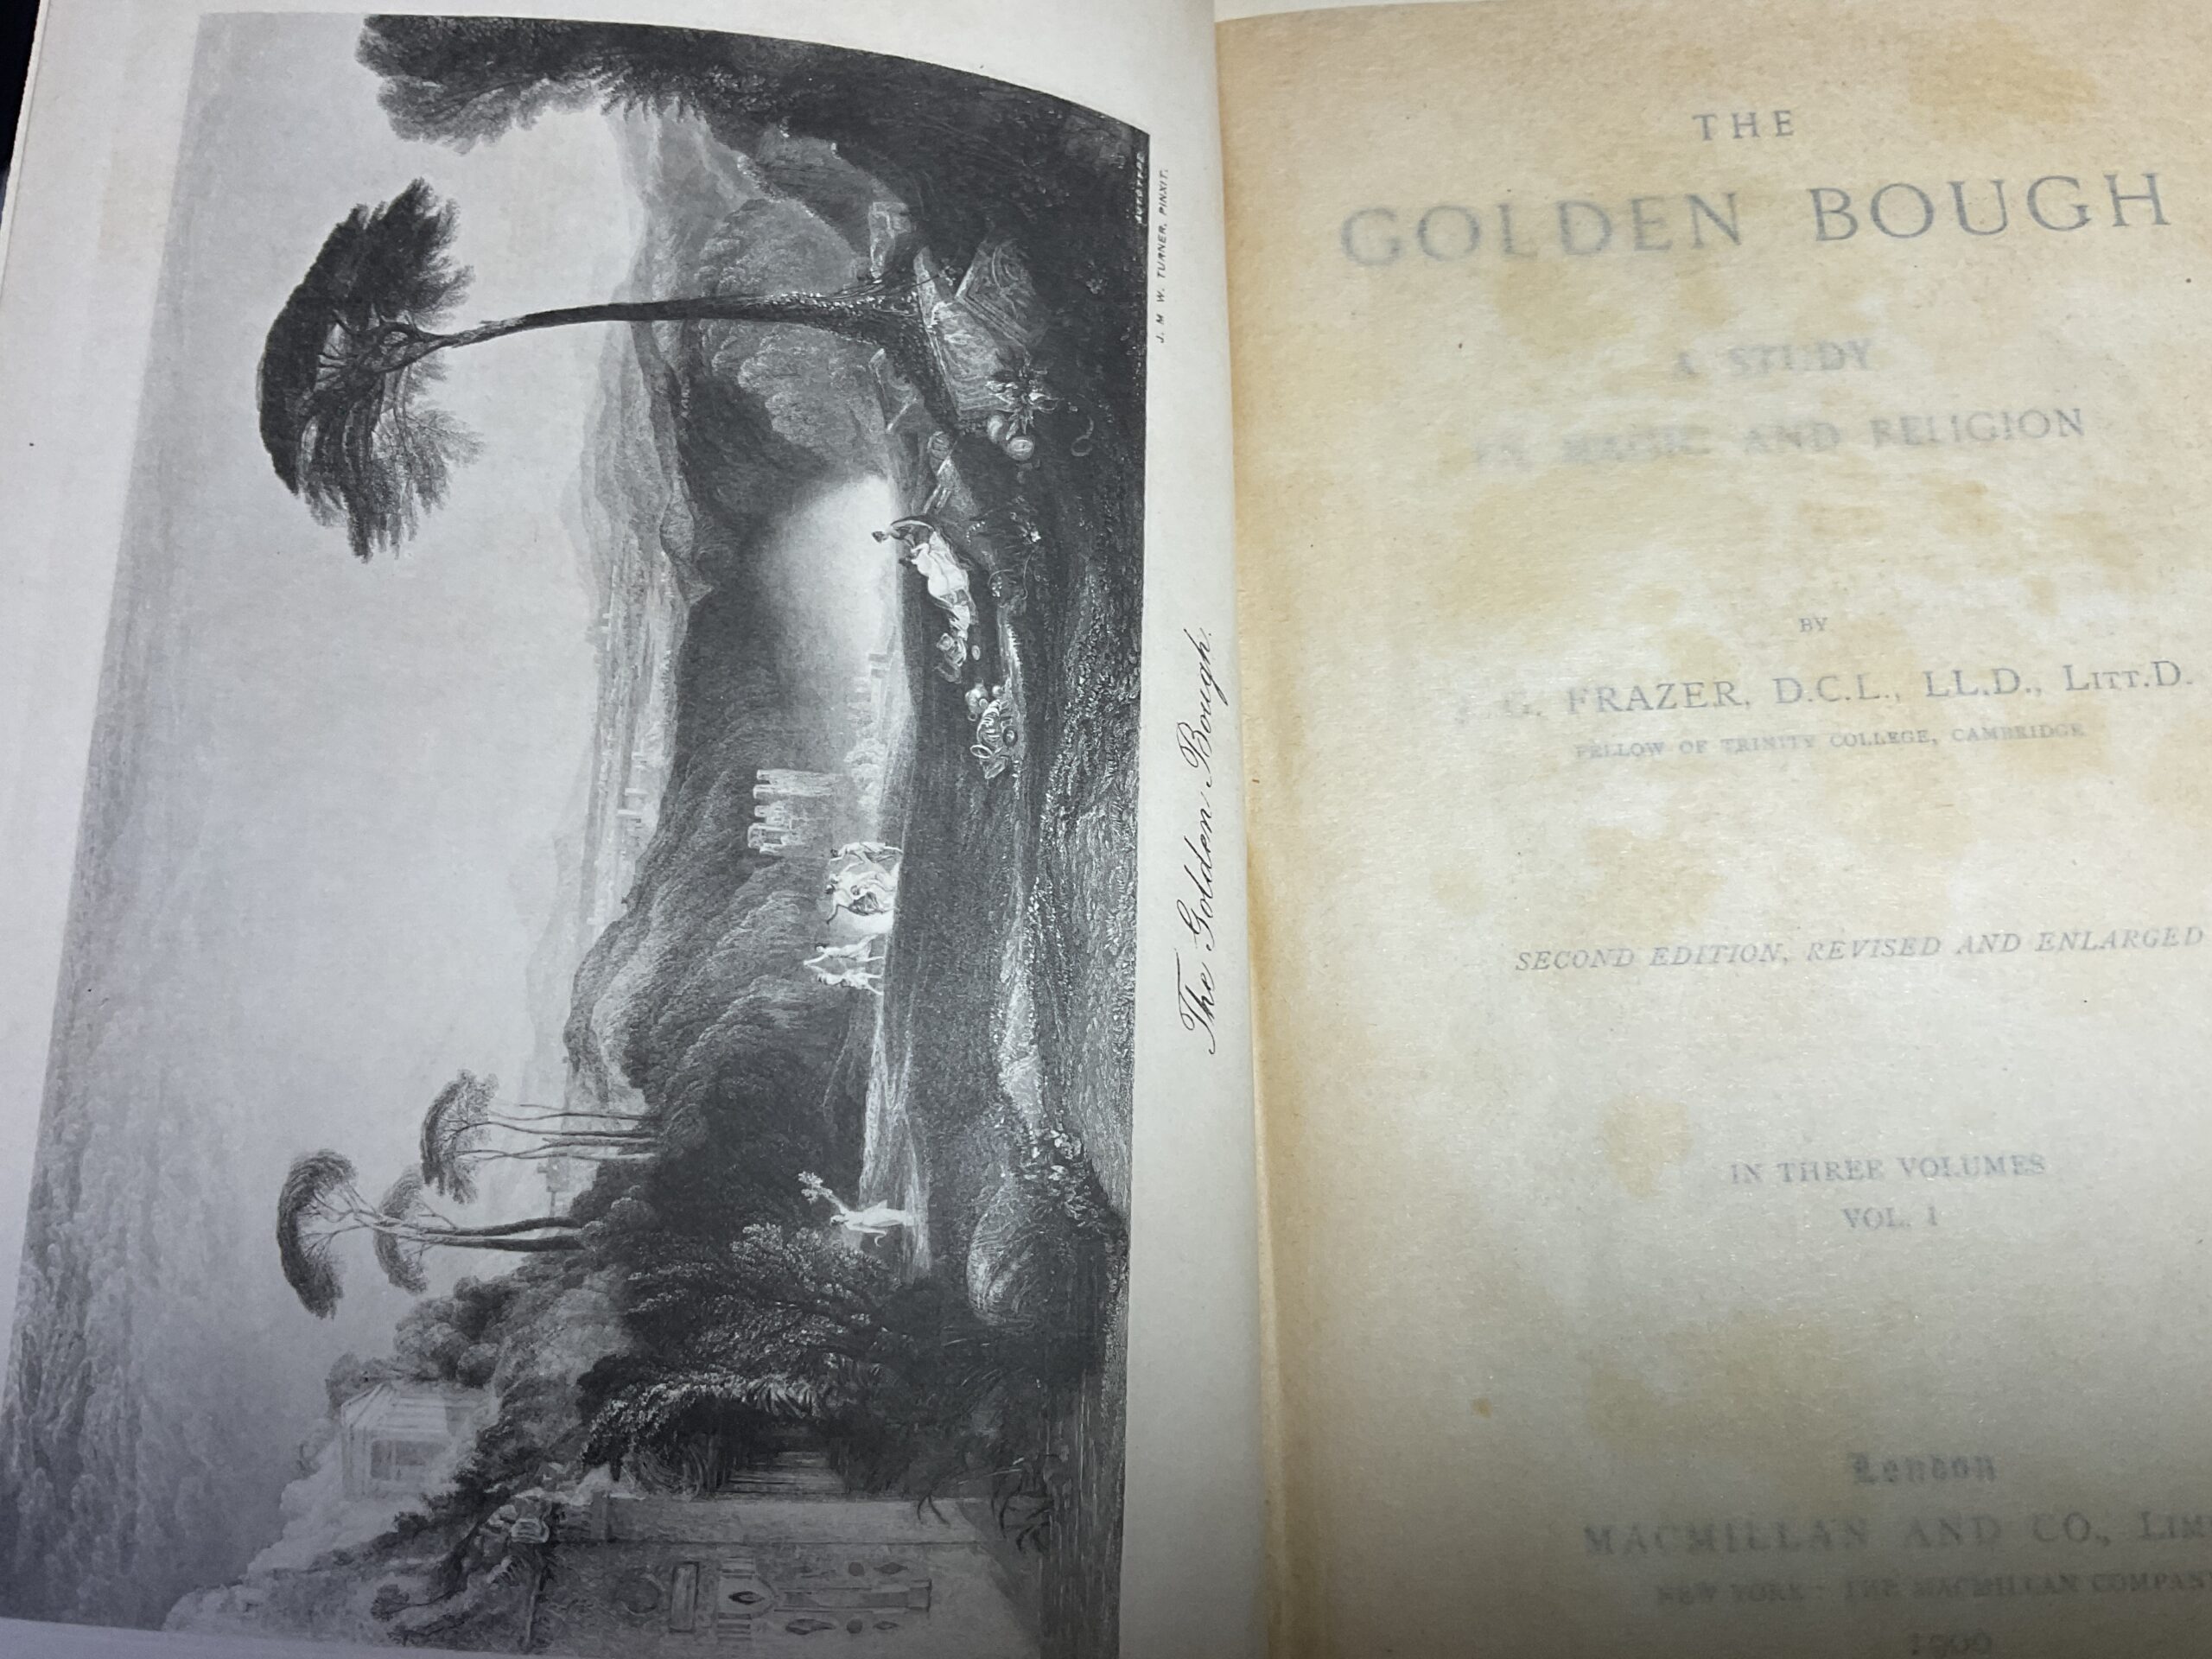 AUTOTYPE
J. M. W. TURNER, PINXIT.
The Golden Bough.
THE
GOLDEN BOUGH
A STUDY
IN MAGIC AND RELIGION
BY
G. FRAZER, D.C.L., LL.D., LITT.D.
FELLOW OF TRINITY COLLEGE, CAMBRIDGE
SECOND EDITION, REVISED AND ENLARGED
IN THREE VOLUMES
VOL. I
London
MACMILLAN AND CO., LIM
NEW YORK : THE MACMILLAN COMPAN
1900